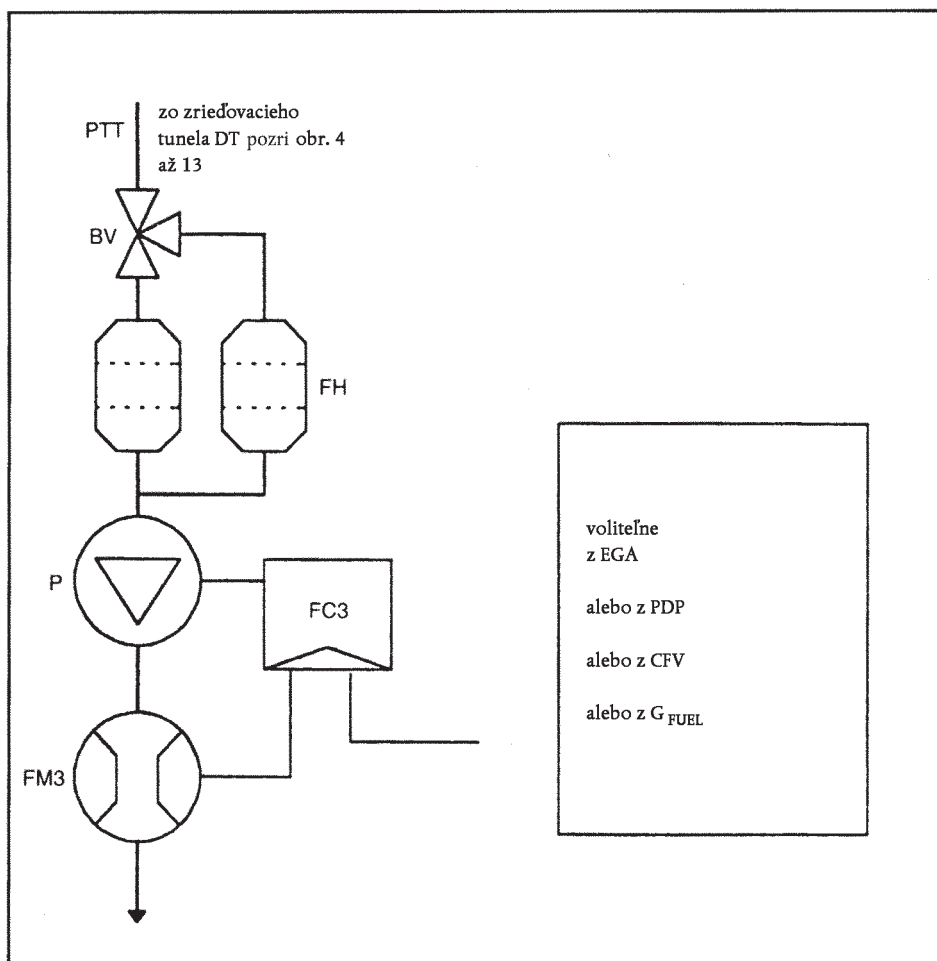 PTT
zo zrieďovacieho
tunela DT pozri obr. 4
až 13
BV
FH
P
FC3
FM3
voliteľne
z EGA
alebo z PDP
alebo z CFV
alebo z G FUEL